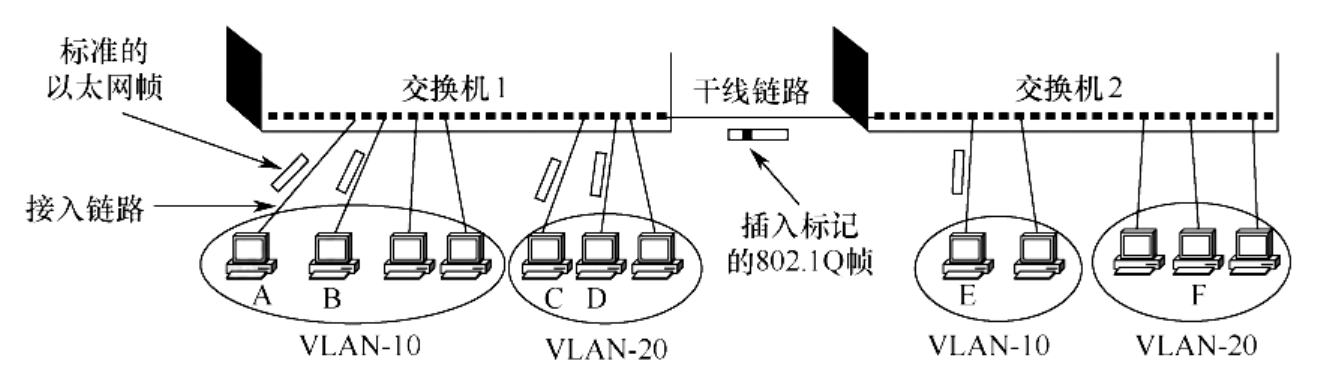 标准的
以太网帧
交换机 1
干线链路
交换机 2
接入链路
插入标记
的802.1Q帧
A
B
C
D
E
F
VLAN-10
VLAN-20
VLAN-10
VLAN-20